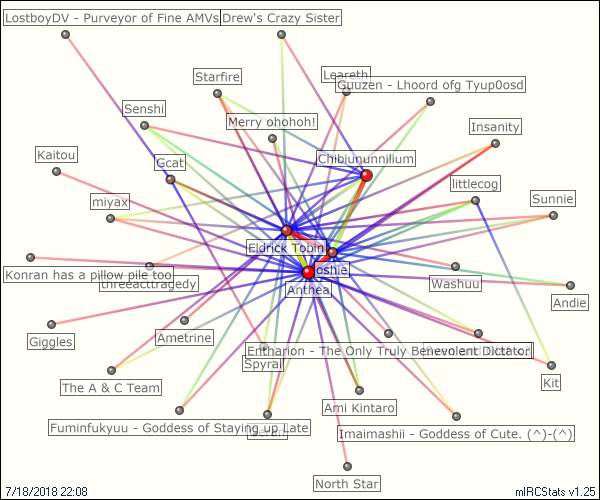 LostboyDV - Purveyor of Fine AMVs
Drew's Crazy Sister
Starfire
Leareth
Guuzen - Lhoord ofg Tyup0osd
Senshi
Merry ohohoh!
Insanity
Kaitou
Gcat
Chibiununnilium
littlecog
miyax
Sunnie
Eldrick Tobin
Joshie
Konran has a pillow pile too
threeacttragedy
Anthea
Washuu
Andie
Giggles
Ametrine
Entharion - The Only Truly Benevolent Dictator
Spyral
The A & C Team
Kit
Ami Kintaro
Fuminfukyuu - Goddess of Staying up Late
Imaimashii - Goddess of Cute. (^)-(^)
North Star
7/18/2018 22:08
mIRCStats v1.25